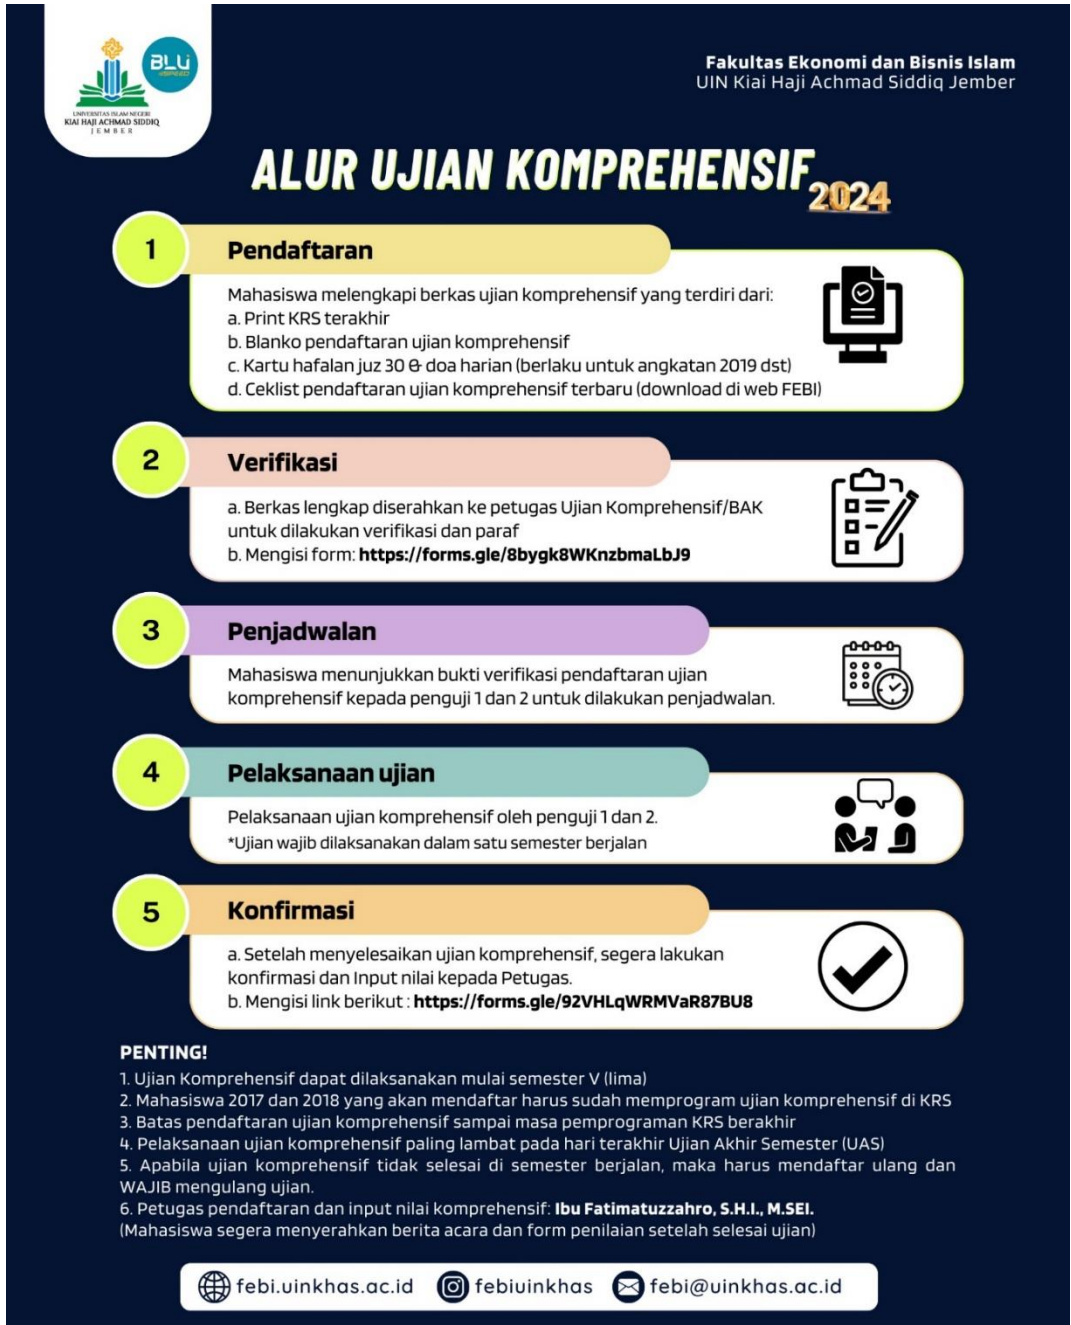 BLU
SPEED
UNIVERSITAS ISLAM NEGERI
KIAI HAJI ACHMAD SIDDIQ
JEMBER
Fakultas Ekonomi dan Bisnis Islam
UIN Kiai Haji Achmad Siddiq Jember
ALUR UJIAN KOMPREHENSIF
2024
1
Pendaftaran
Mahasiswa melengkapi berkas ujian komprehensif yang terdiri dari:
a. Print KRS terakhir
b. Blanko pendaftaran ujian komprehensif
c. Kartu hafalan juz 30 & doa harian (berlaku untuk angkatan 2019 dst)
d. Ceklist pendaftaran ujian komprehensif terbaru (download di web FEBI)
2
Verifikasi
a. Berkas lengkap diserahkan ke petugas Ujian Komprehensif/BAK
untuk dilakukan verifikasi dan paraf
b. Mengisi form: https://forms.gle/8bygk8WKnzbmaLbJ9
3
Penjadwalan
Mahasiswa menunjukkan bukti verifikasi pendaftaran ujian
komprehensif kepada penguji 1 dan 2 untuk dilakukan penjadwalan.
4
Pelaksanaan ujian
Pelaksanaan ujian komprehensif oleh penguji 1 dan 2.
*Ujian wajib dilaksanakan dalam satu semester berjalan
5
Konfirmasi
a. Setelah menyelesaikan ujian komprehensif, segera lakukan
konfirmasi dan Input nilai kepada Petugas.
b. Mengisi link berikut : https://forms.gle/92VHLqWRMVaR87BU8
PENTING!
1. Ujian Komprehensif dapat dilaksanakan mulai semester V (lima)
2. Mahasiswa 2017 dan 2018 yang akan mendaftar harus sudah memprogram ujian komprehensif di KRS
3. Batas pendaftaran ujian komprehensif sampai masa pemprograman KRS berakhir
4. Pelaksanaan ujian komprehensif paling lambat pada hari terakhir Ujian Akhir Semester (UAS)
5. Apabila ujian komprehensif tidak selesai di semester berjalan, maka harus mendaftar ulang dan
WAJIB mengulang ujian.
6. Petugas pendaftaran dan input nilai komprehensif: Ibu Fatimatuzzahro, S.H.I., M.SEI.
(Mahasiswa segera menyerahkan berita acara dan form penilaian setelah selesai ujian)
febi.uinkhas.ac.id febiuinkhas febi@uinkhas.ac.id